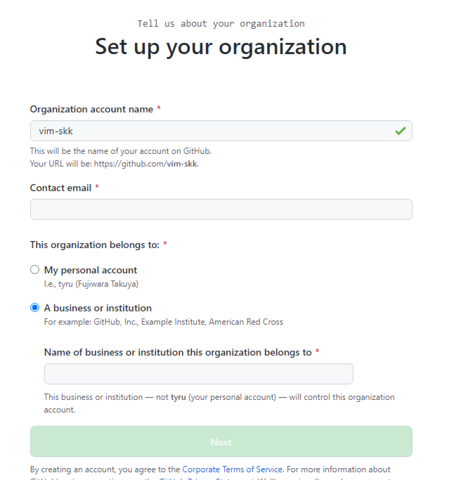 Tell us about your organization
Set up your organization
Organization account name *
vim-skk
This will be the name of your account on GitHub.
Your URL will be: https://github.com/vim-skk.
Contact email *
This organization belongs to: *
My personal account
I.e., tyru (Fujiwara Takuya)
A business or institution
For example: GitHub, Inc., Example Institute, American Red Cross
Name of business or institution this organization belongs to *
This business or institution — not tyru (your personal account) — will control this organization
account.
Next
By creating an account, you agree to the Corporate Terms of Service. For more information about